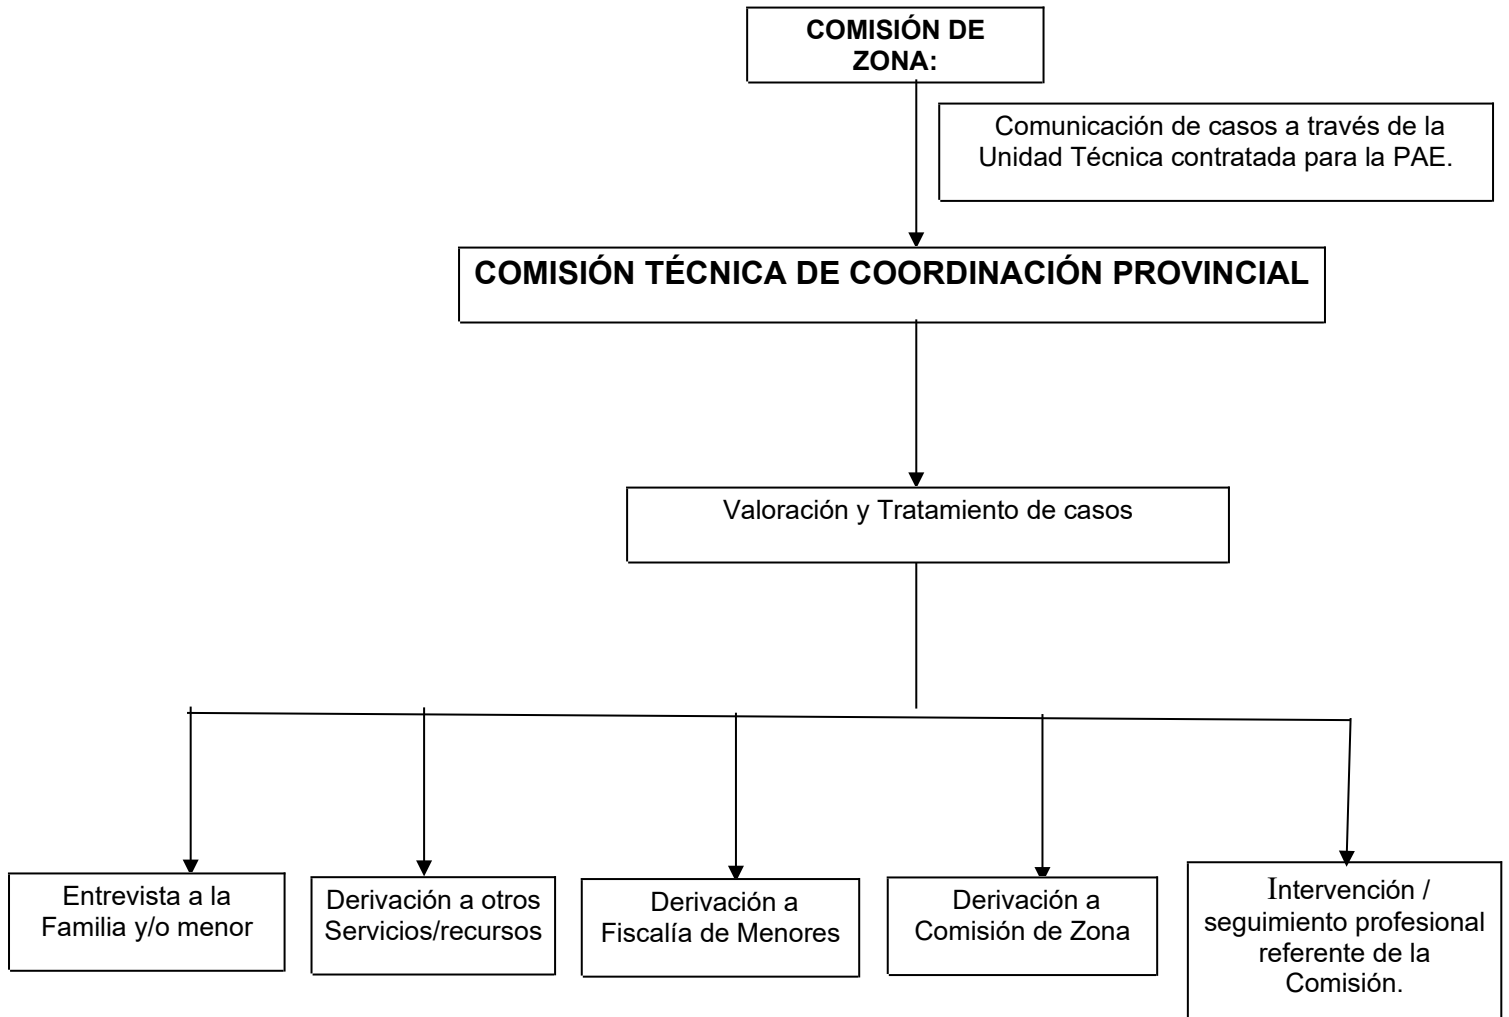 COMISIÓN DE
ZONA:
Comunicación de casos a través de la
Unidad Técnica contratada para la PAE.
COMISIÓN TÉCNICA DE COORDINACIÓN PROVINCIAL
Valoración y Tratamiento de casos
Entrevista a la
Familia y/o menor
Derivación a otros
Servicios/recursos
Derivación a
Fiscalía de Menores
Derivación a
Comisión de Zona
Intervención /
seguimiento profesional
referente de la
Comisión.